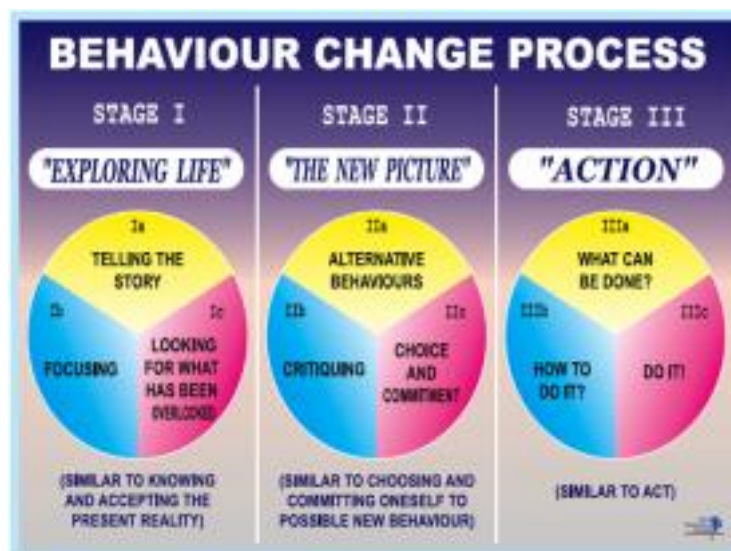 BEHAVIOUR CHANGE PROCESS
STAGE I
"EXPLORING LIFE"
Ia
TELLING THE
STORY
Ib
FOCUSING
Ic
LOOKING
FOR WHAT
HAS BEEN
OVERLOOKED
(SIMILAR TO KNOWING
AND ACCEPTING THE
PRESENT REALITY)
STAGE II
"THE NEW PICTURE"
IIa
ALTERNATIVE
BEHAVIOURS
IIb
CRITIQUING
IIc
CHOICE
AND
COMMITMENT
(SIMILAR TO CHOOSING AND
COMMITTING ONESELF TO
POSSIBLE NEW BEHAVIOUR)
STAGE III
"ACTION"
IIIa
WHAT CAN
BE DONE?
IIIb
HOW TO
DO IT?
IIIc
DO IT!
(SIMILAR TO ACT)